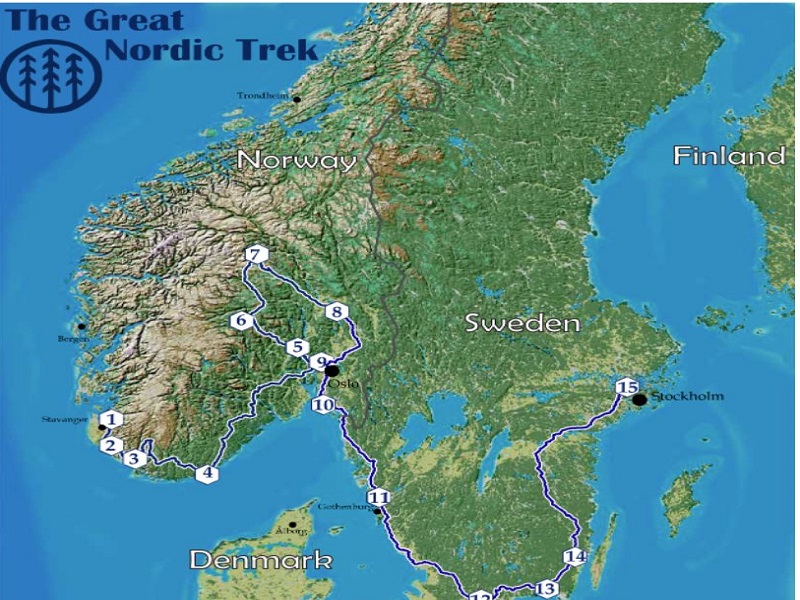 The Great
Nordic Trek
Trondheim
Norway
Finland
7
8
6
Sweden
Bergen
5
9
Oslo
15
Stockholm
10
1
Stavanger
2
3
4
11
Gothenburg
Ålborg
Denmark
14
13
12